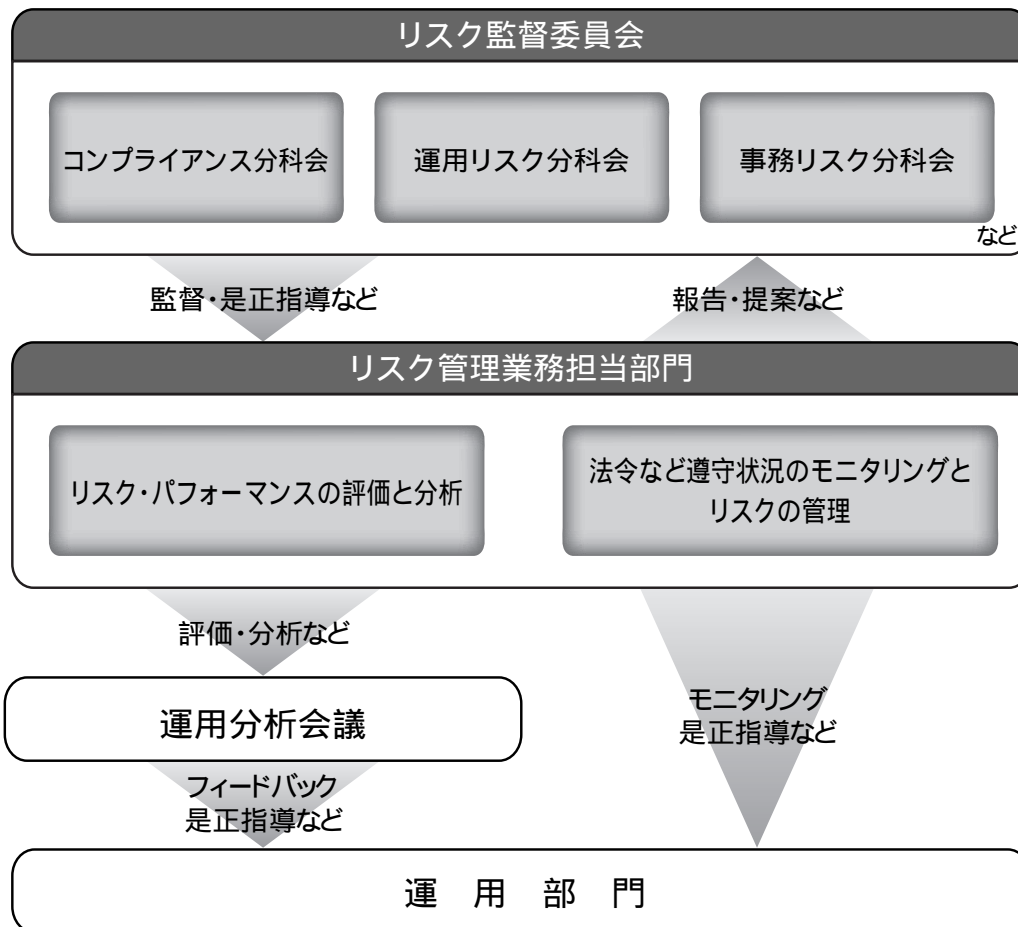 リスク監督委員会
コンプライアンス分科会
運用リスク分科会
事務リスク分科会
など
監督・是正指導など
報告・提案など
リスク管理業務担当部門
リスク・パフォーマンスの評価と分析
法令など遵守状況のモニタリングと
リスクの管理
評価・分析など
運用分析会議
モニタリング
是正指導など
フィードバック
是正指導など
運 用 部 門